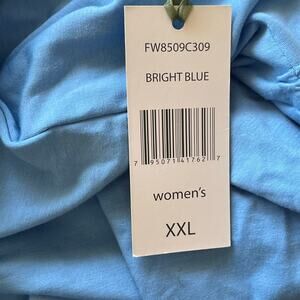 FW8509C309
BRIGHT BLUE
7 95071 41762 7
women's
XXL